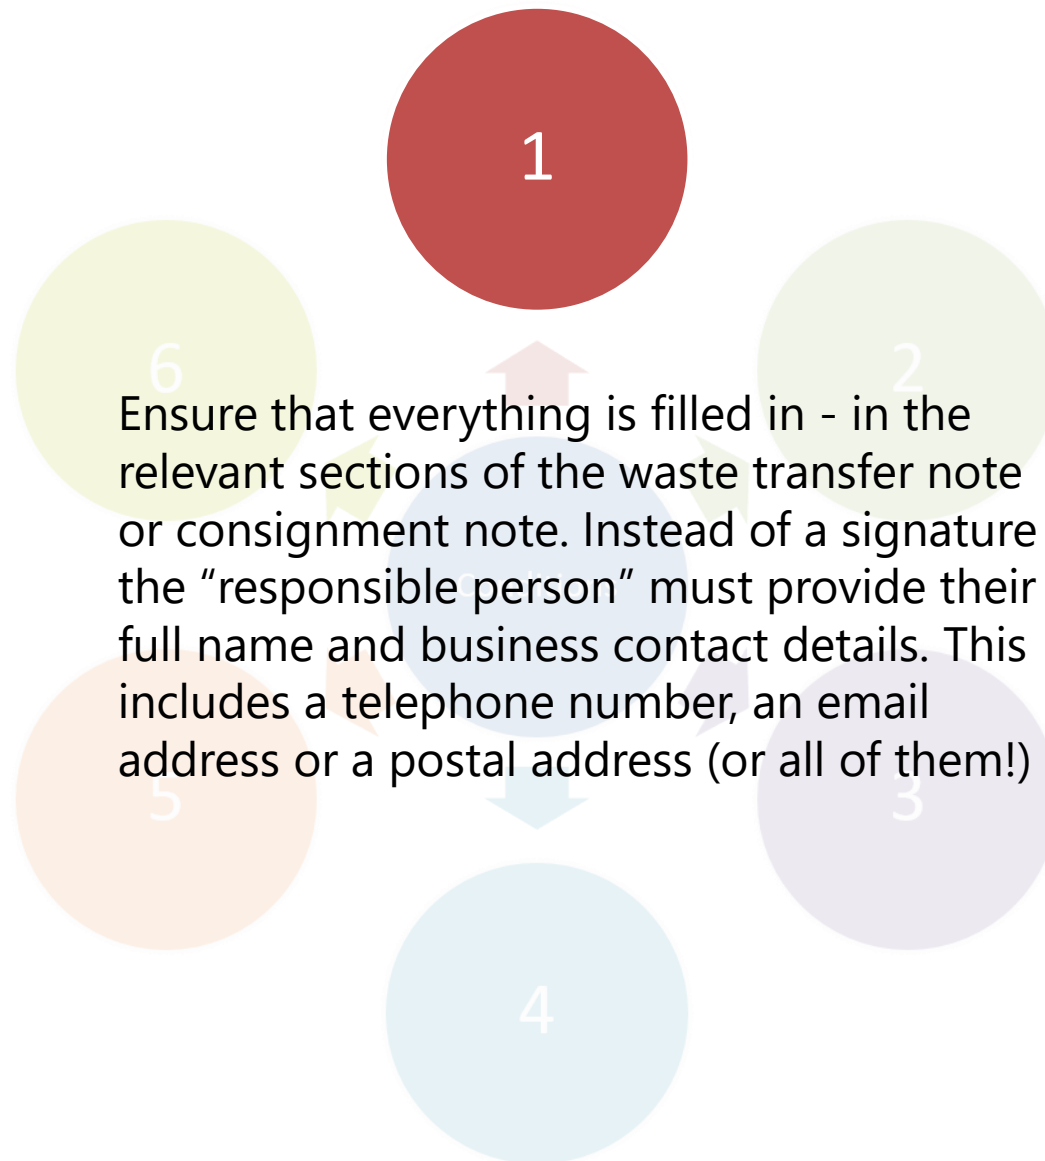 1
6
2
Ensure that everything is filled in - in the
relevant sections of the waste transfer note
or consignment note. Instead of a signature
the “responsible person” must provide their
full name and business contact details. This
includes a telephone number, an email
address or a postal address (or all of them!)
5
3
4